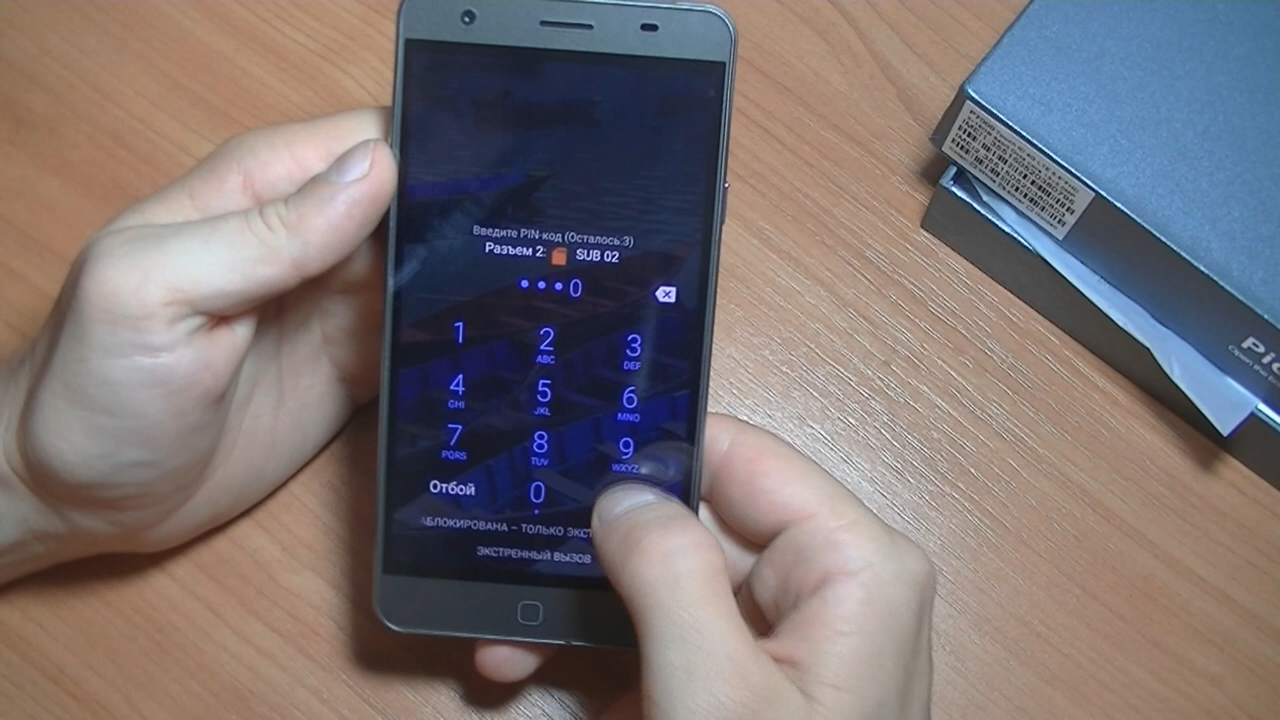 Введите PIN-код (Осталось:3)
Разъем 2: SUB 02
0
1
2
ABC
3
DEF
4
GHI
5
JKL
6
MNO
7
PQRS
8
TUV
9
WXYZ
Отбой
0
АБЛОКИРОВАНА – ТОЛЬКО ЭКСТ
ЭКСТРЕННЫЙ ВЫЗОВ